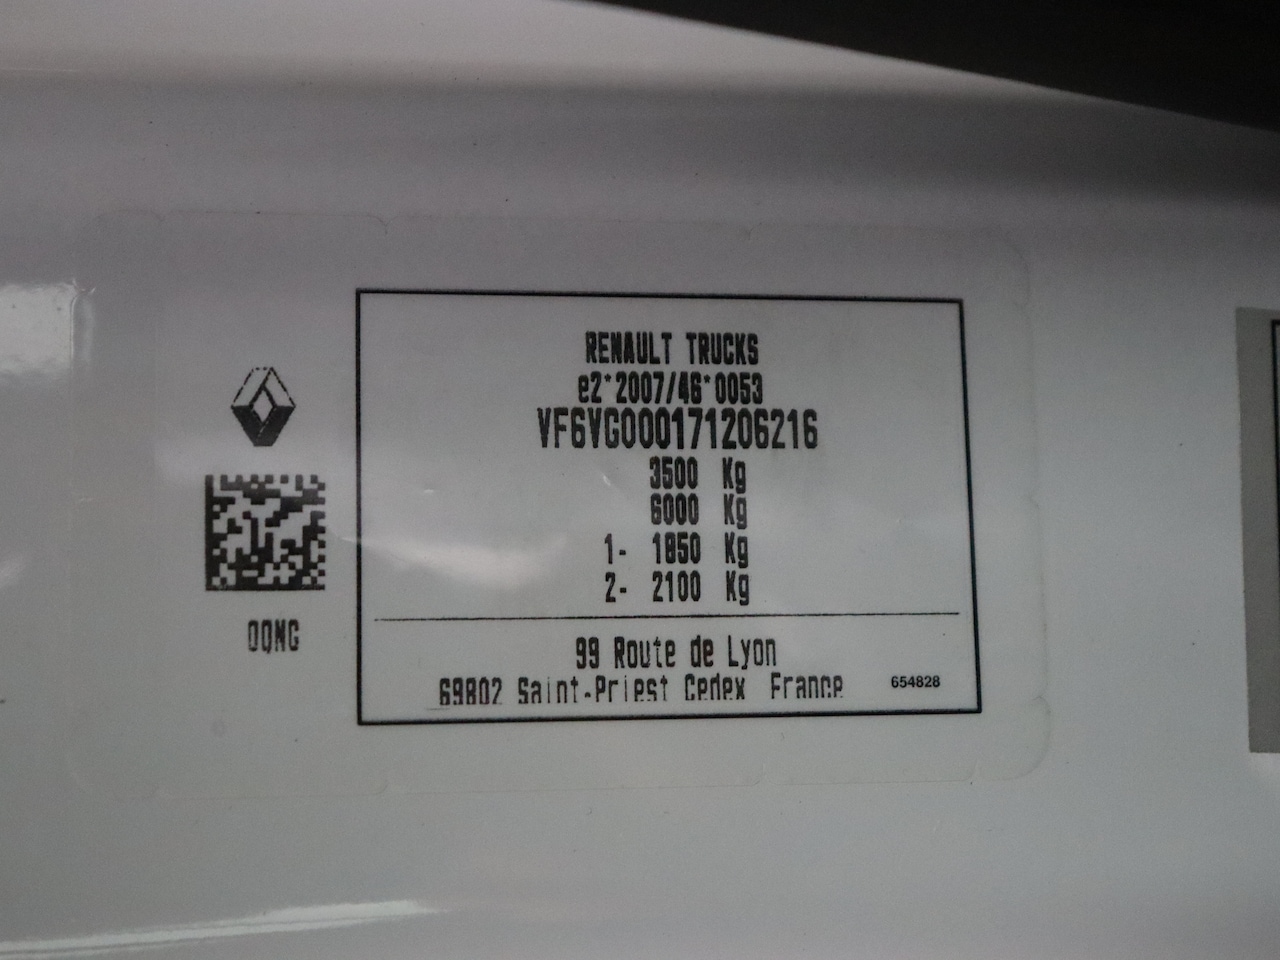 RENAULT TRUCKS
e2*2007/46*0053
VF6VG000171206216
3500 Kg
6000 Kg
1- 1850 Kg
2- 2100 Kg
99 Route de Lyon
69802 Saint-Priest Cedex France
654828
OQNG